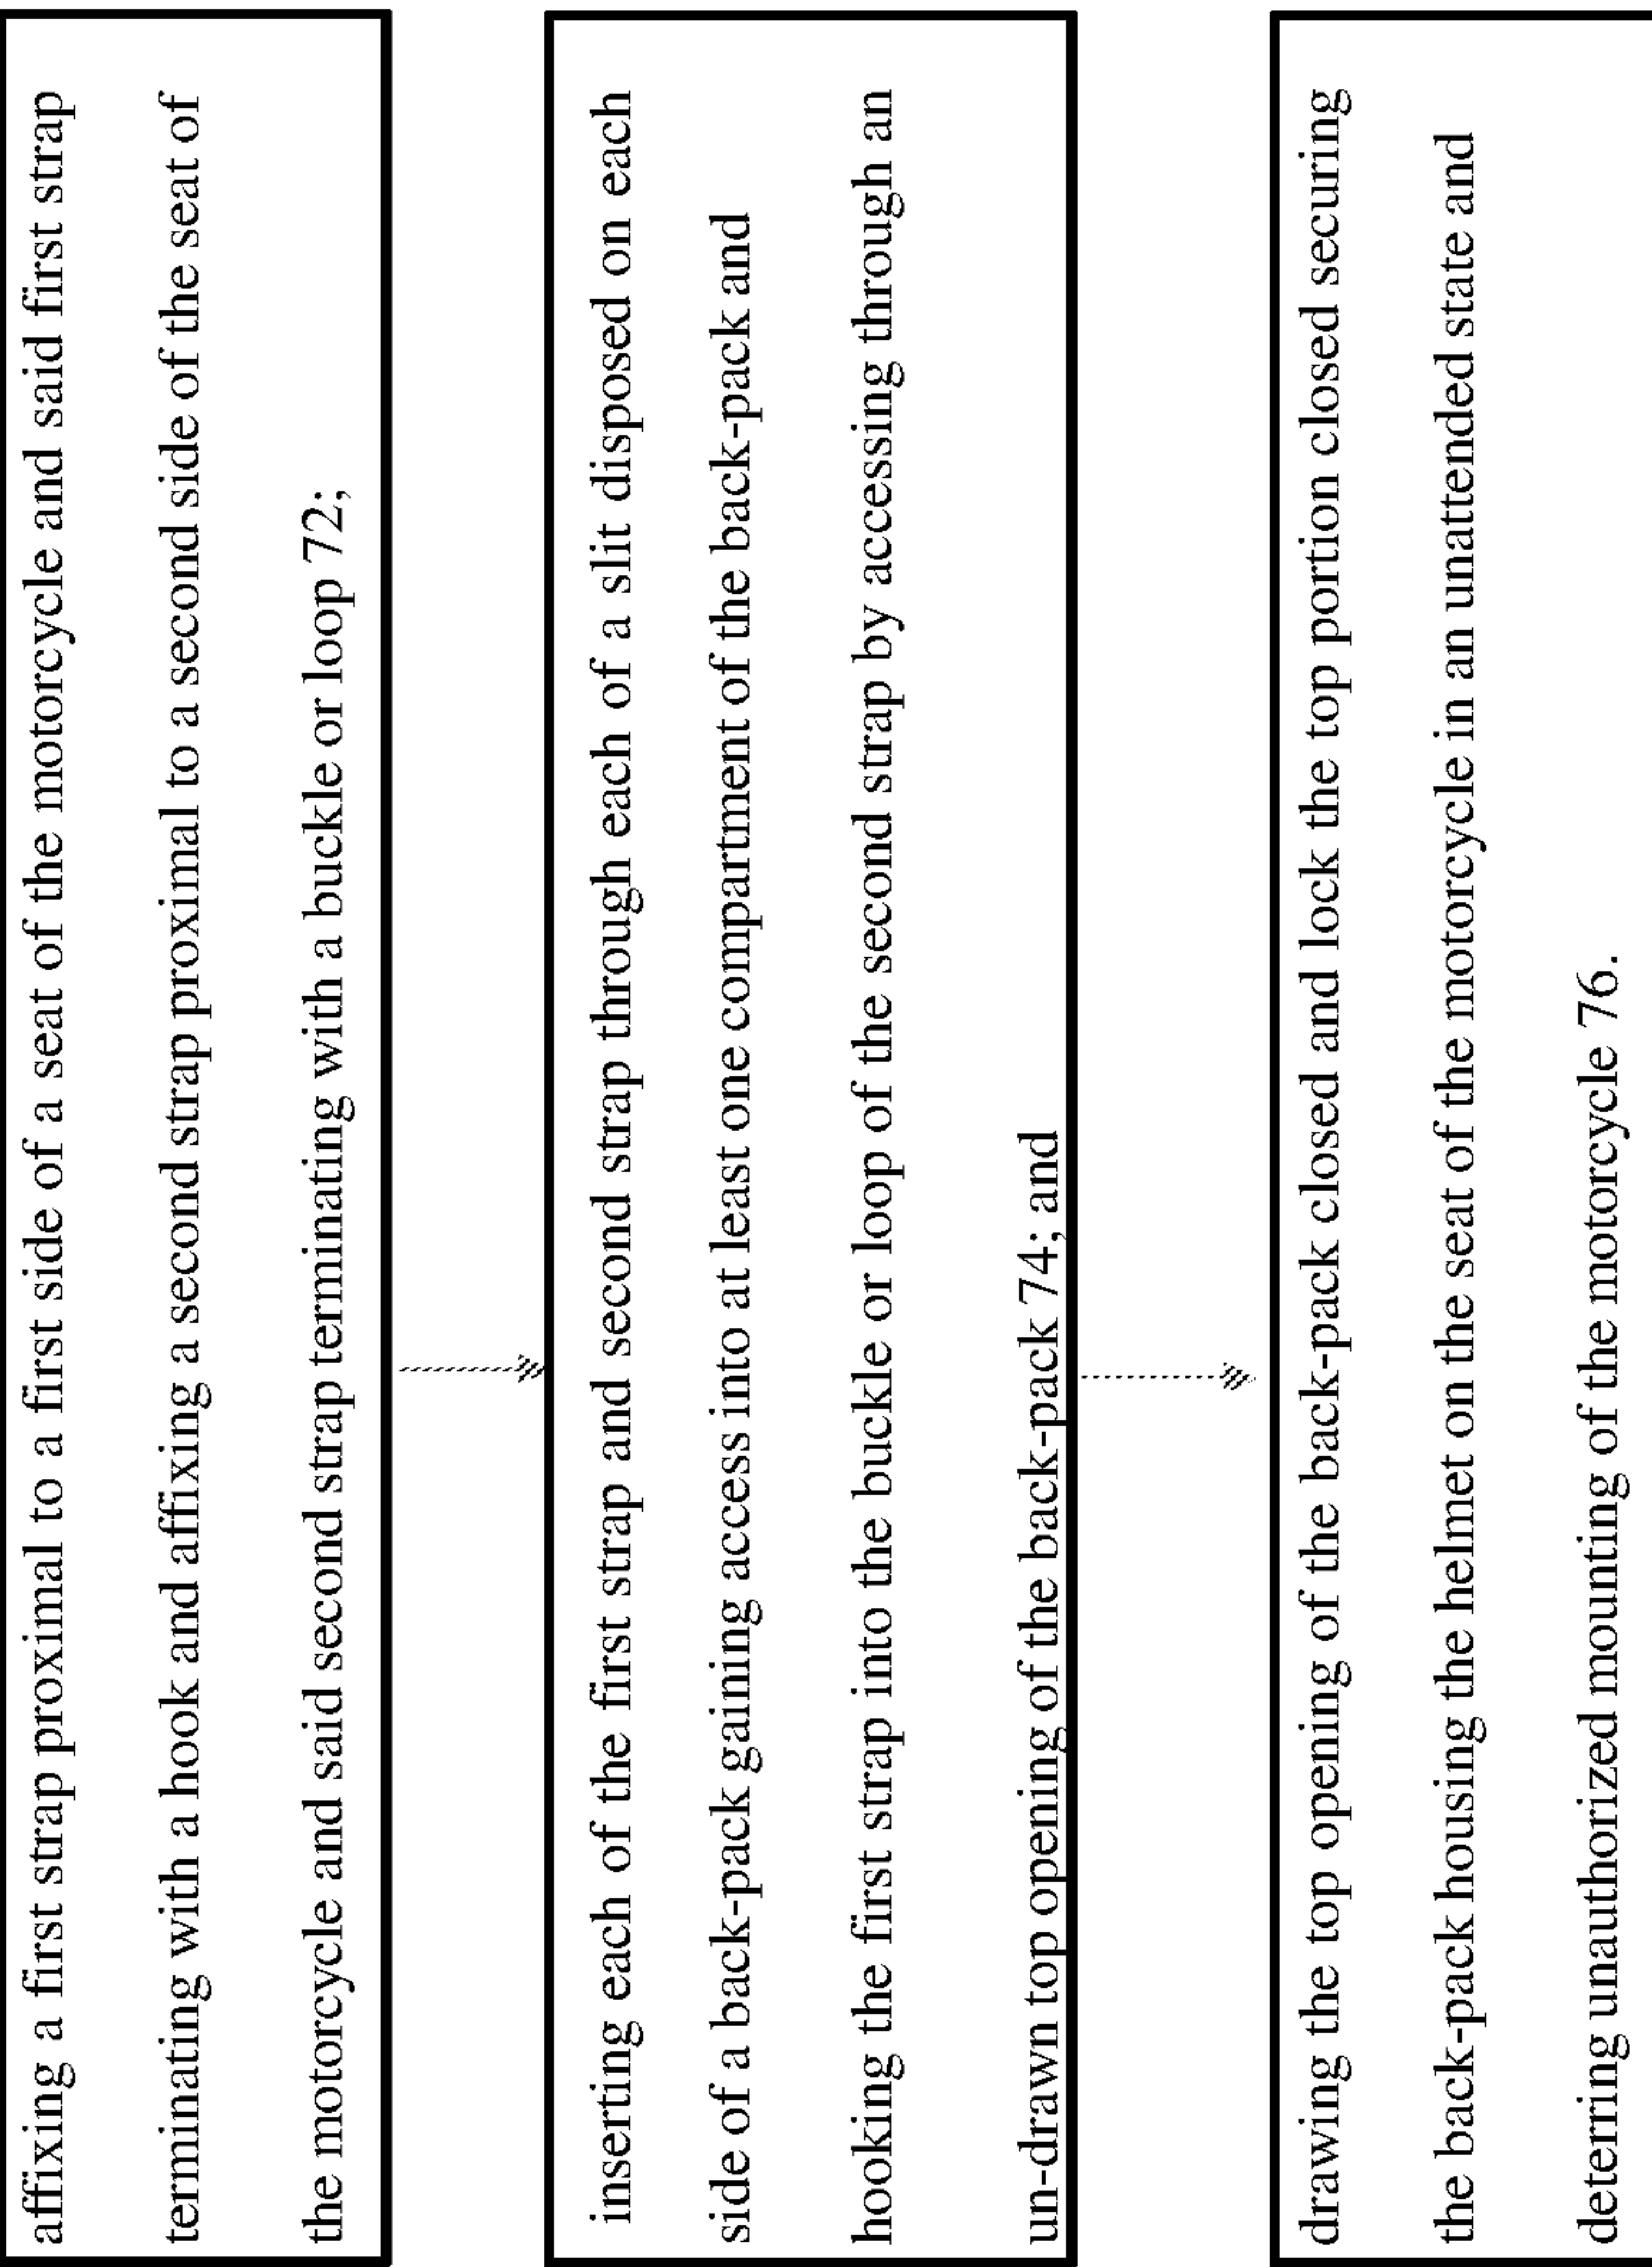 affixing a first strap proximal to a first side of a seat of the motorcycle and said first strap
terminating with a hook and affixing a second strap proximal to a second side of the seat of
the motorcycle and said second strap terminating with a buckle or loop 72;
inserting each of the first strap and second strap through each of a slit disposed on each
side of a back-pack gaining access into at least one compartment of the back-pack and
hooking the first strap into the buckle or loop of the second strap by accessing through an
un-drawn top opening of the back-pack 74; and
drawing the top opening of the back-pack closed and lock the top portion closed securing
the back-pack housing the helmet on the seat of the motorcycle in an unattended state and
deterring unauthorized mounting of the motorcycle 76.